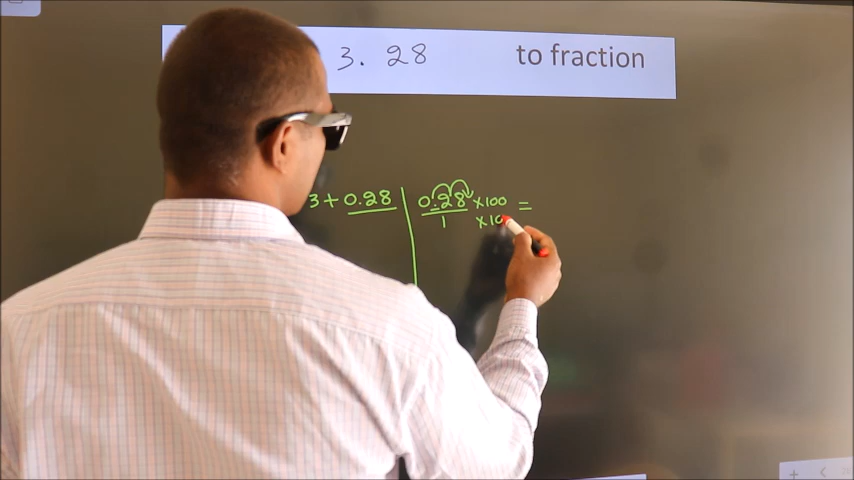 3.28 to fraction
3 + 0.28 0.28 ×100 =
1 ×10